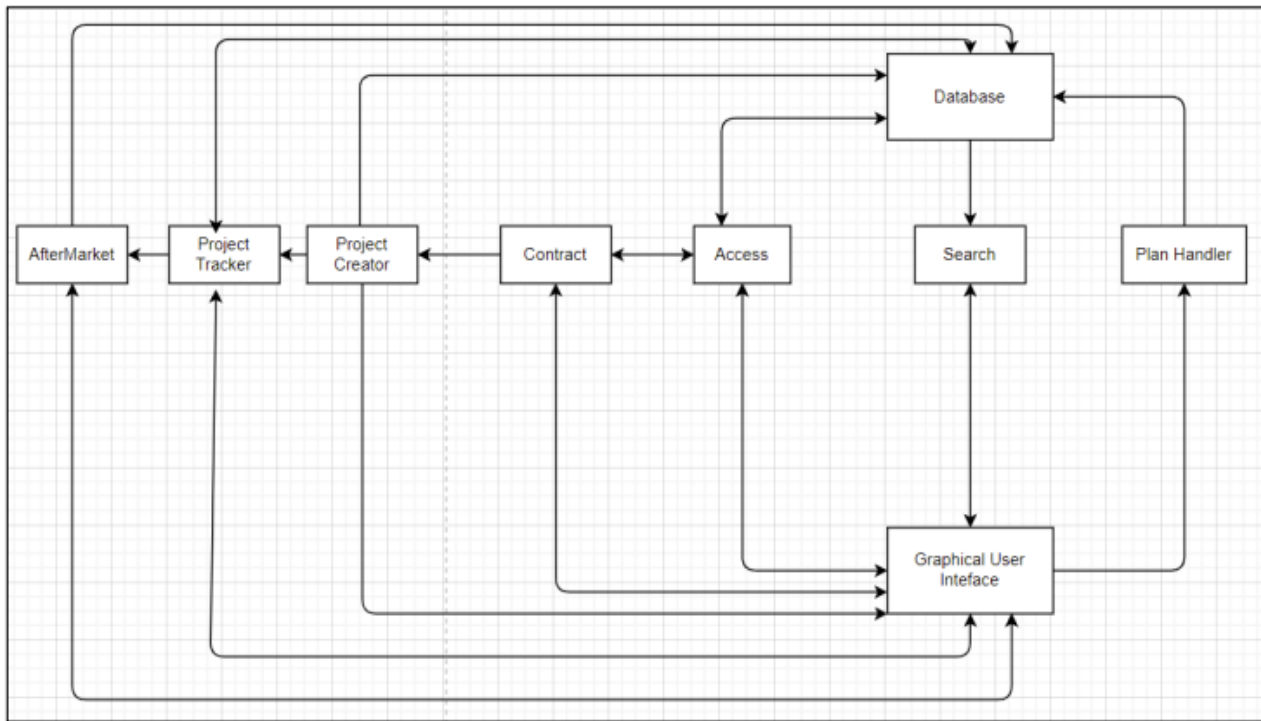 Database
AfterMarket
Project
Tracker
Project
Creator
Contract
Access
Search
Plan Handler
Graphical User
Inteface